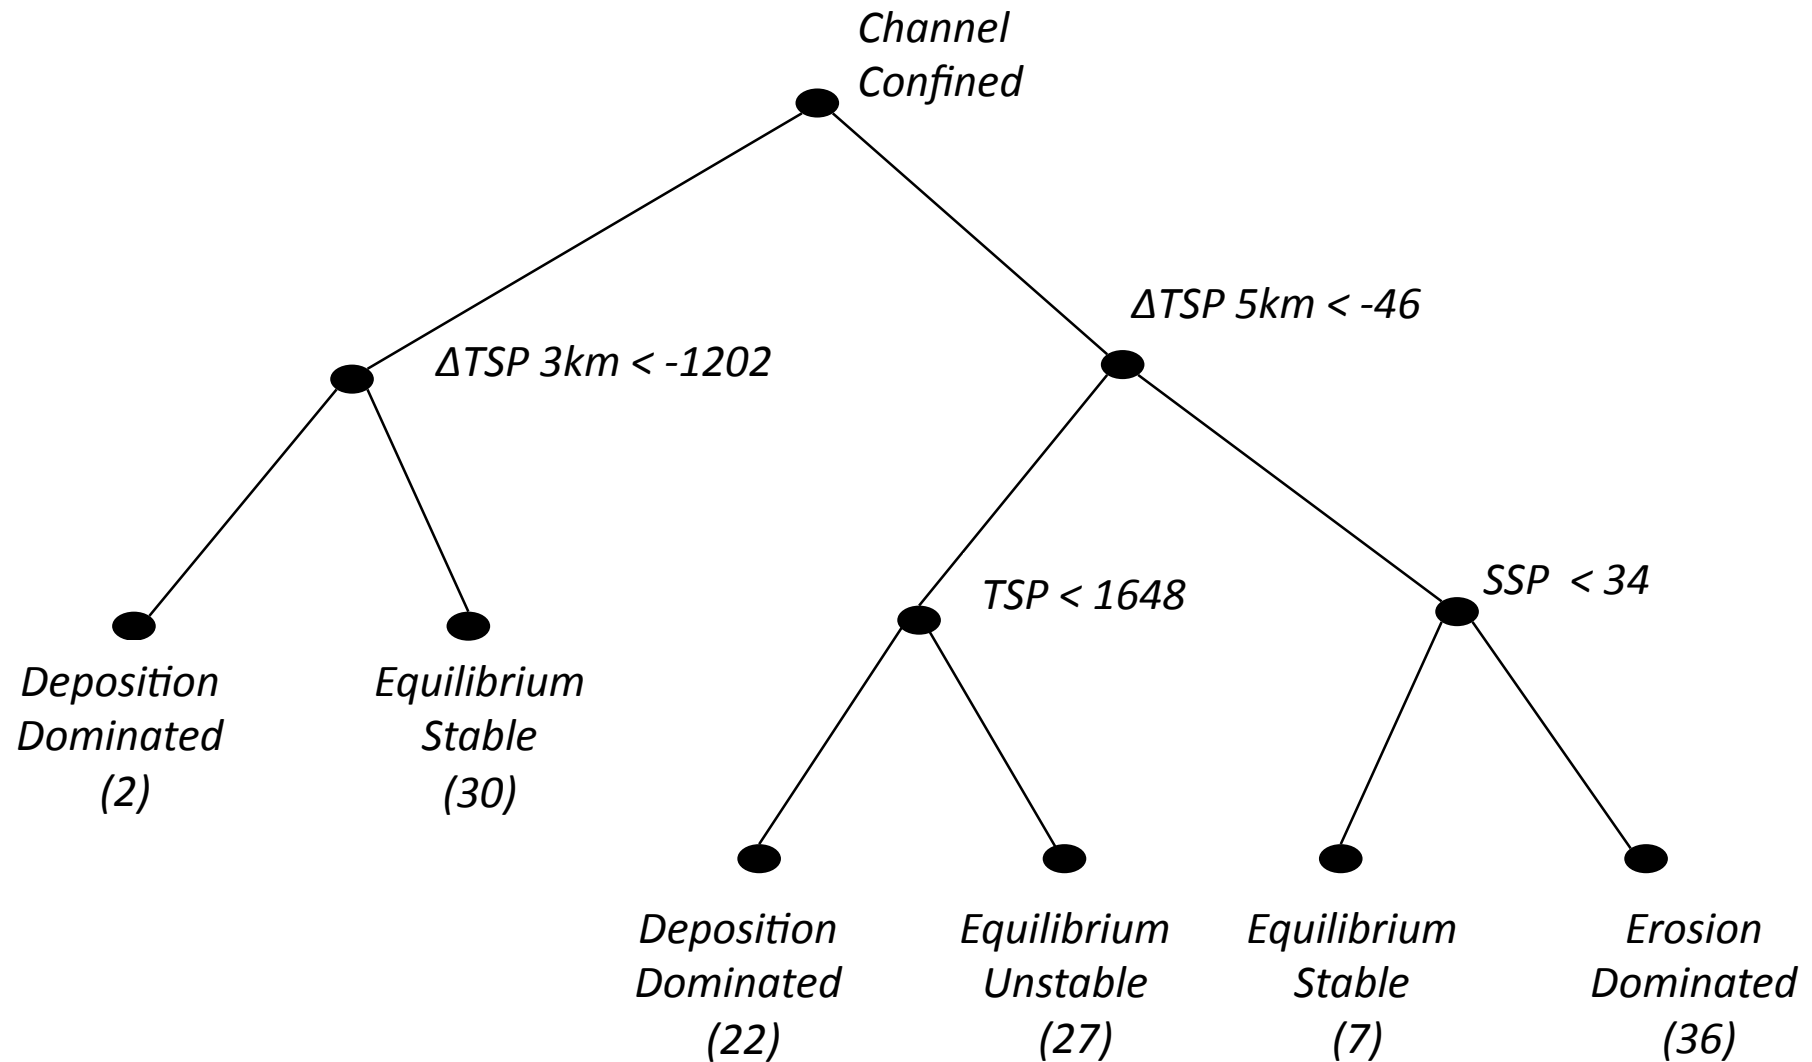 Channel
Confined
ΔTSP 5km < -46
ΔTSP 3km < -1202
TSP < 1648
SSP < 34
Deposition
Dominated
(2)
Equilibrium
Stable
(30)
Deposition
Dominated
(22)
Equilibrium
Unstable
(27)
Equilibrium
Stable
(7)
Erosion
Dominated
(36)